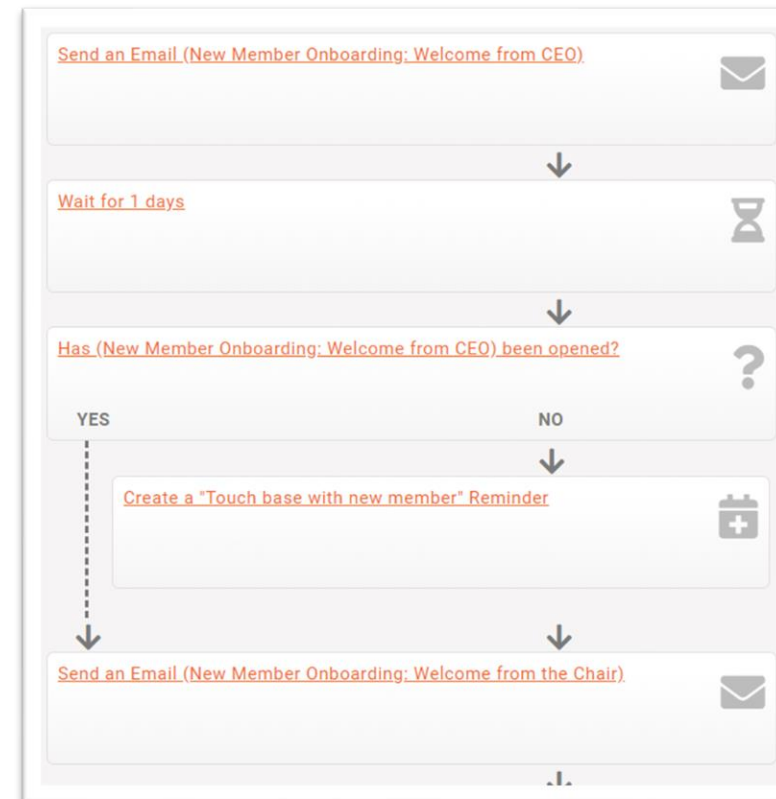 Send an Email (New Member Onboarding: Welcome from CEO)
Wait for 1 days
Has (New Member Onboarding: Welcome from CEO) been opened?
YES NO
Create a "Touch base with new member" Reminder
Send an Email (New Member Onboarding: Welcome from the Chair)